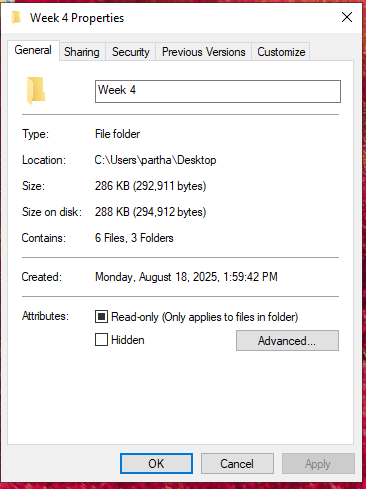 Week 4 Properties
General Sharing Security Previous Versions Customize
Week 4
Type: File folder
Location: C:\Users\partha\Desktop
Size: 286 KB (292,911 bytes)
Size on disk: 288 KB (294,912 bytes)
Contains: 6 Files, 3 Folders
Created: Monday, August 18, 2025, 1:59:42 PM
Attributes: Read-only (Only applies to files in folder)
Hidden Advanced...
OK Cancel Apply